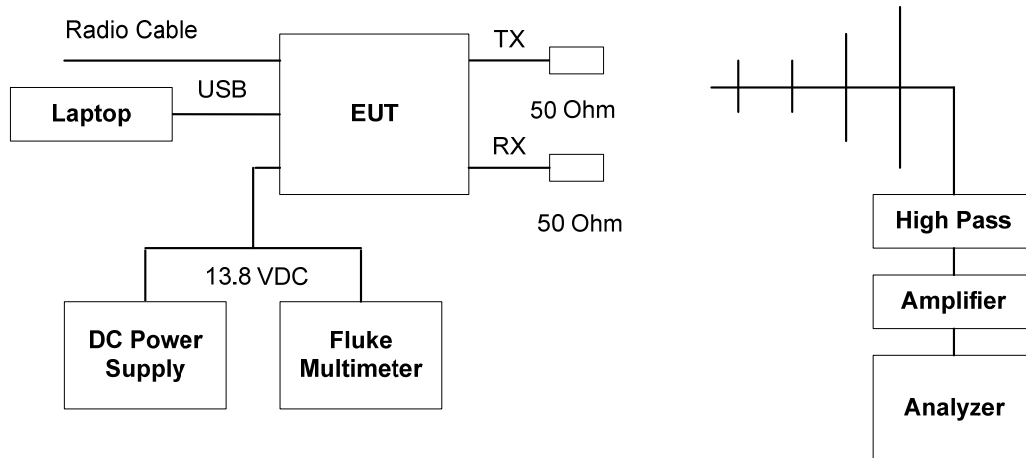 Radio Cable
TX
USB
Laptop
EUT
50 Ohm
RX
50 Ohm
High Pass
13.8 VDC
Amplifier
DC Power
Supply
Fluke
Multimeter
Analyzer